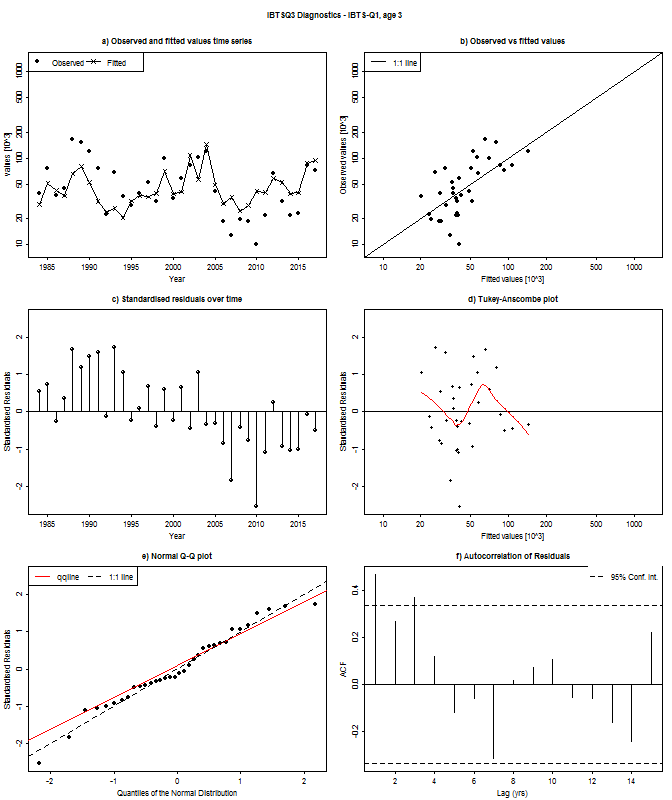 IBTSQ3 Diagnostics - IBTS-Q1, age 3
a) Observed and fitted values time series
values [10^3]
10 20 50 100 200 500 1000
Observed Fitted
1985 1990 1995 2000 2005 2010 2015
Year
b) Observed vs fitted values
Observed values [10^3]
10 20 50 100 200 500 1000
1:1 line
10 20 50 100 200 500 1000
Fitted values [10^3]
c) Standardised residuals over time
Standardised Residuals
-2 -1 0 1 2
1985 1990 1995 2000 2005 2010 2015
Year
d) Tukey-Anscombe plot
Standardised Residuals
-2 -1 0 1 2
10 20 50 100 200 500 1000
Fitted values [10^3]
e) Normal Q-Q plot
Standardised Residuals
-2 -1 0 1 2
qqline 1:1 line
-2 -1 0 1 2
Quantiles of the Normal Distribution
f) Autocorrelation of Residuals
ACF
-0.2 0.0 0.2 0.4
95% Conf. Int.
2 4 6 8 10 12 14
Lag (yrs)